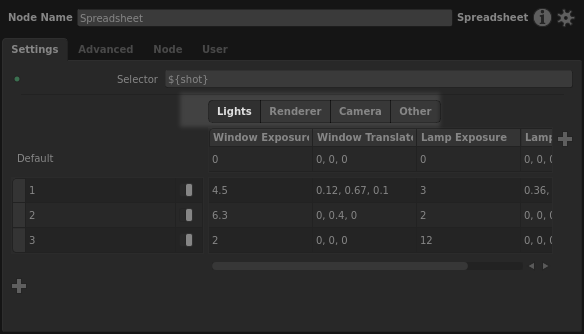 Node Name Spreadsheet Spreadsheet
Settings Advanced Node User
Selector ${shot}
Lights Renderer Camera Other
Window Exposure Window Translate Lamp Exposure Lamp
Default 0 0, 0, 0 0 0, 0, 0
1 4.5 0.12, 0.67, 0.1 3 0.36,
2 6.3 0, 0.4, 0 2 0, 0, 0
3 2 0, 0, 0 12 0, 0, 0